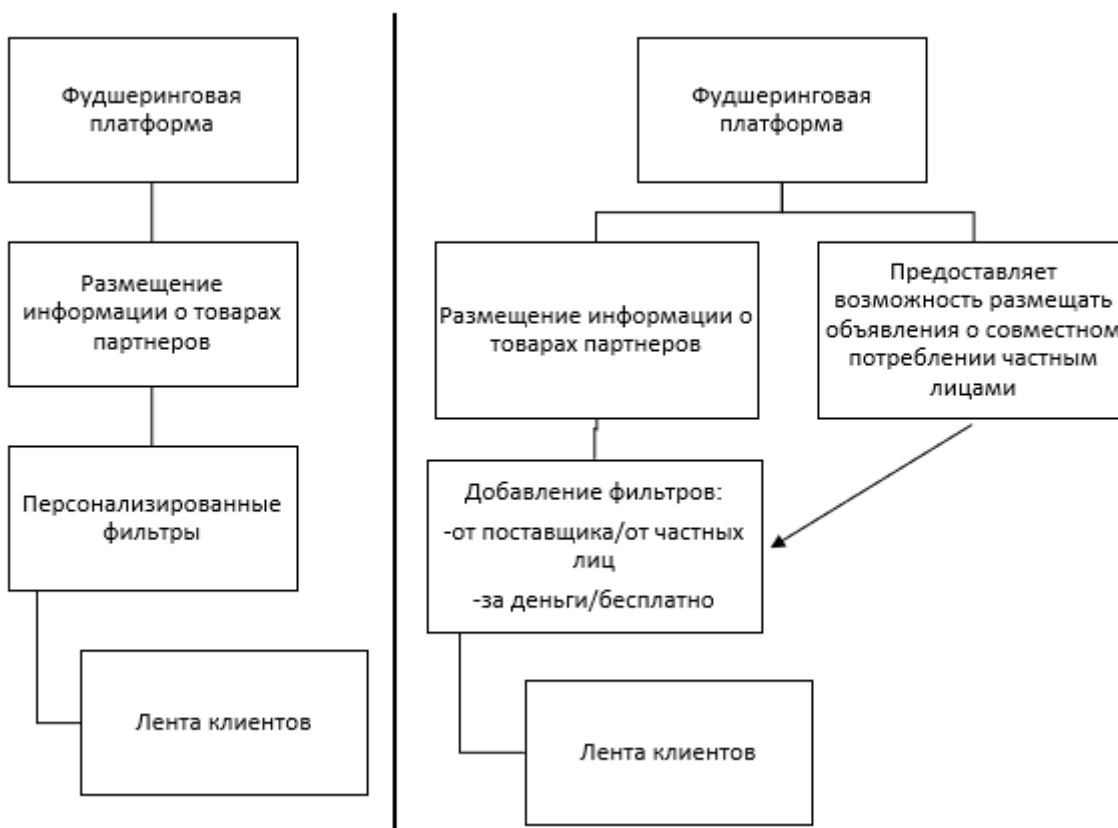 Фудшеринговая
платформа
Размещение
информации о товарах
партнеров
Персонализированные
фильтры
Лента клиентов
Фудшеринговая
платформа
Размещение информации о
товарах партнеров
Предоставляет
возможность размещать
объявления о совместном
потреблении частным
лицами
Добавление фильтров:
-от поставщика/от частных
лиц
-за деньги/бесплатно
Лента клиентов